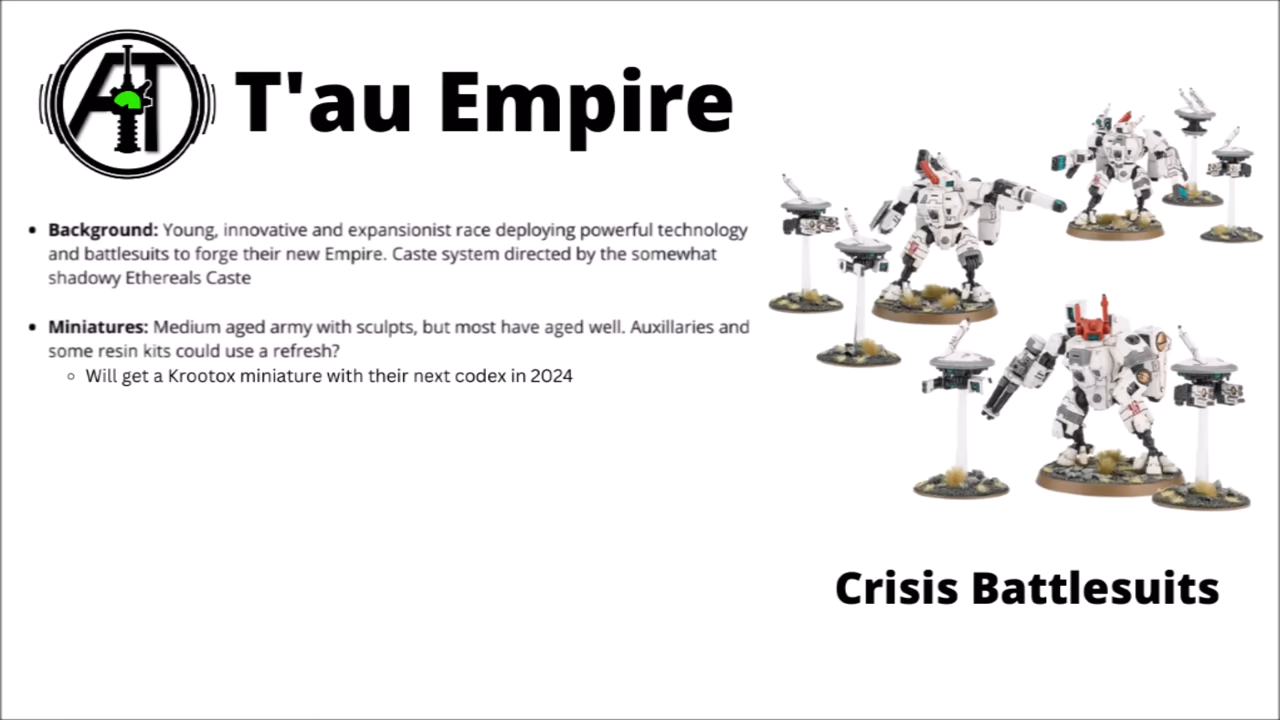 AT
T'au Empire
• Background: Young, innovative and expansionist race deploying powerful technology
and battlesuits to forge their new Empire. Caste system directed by the somewhat
shadowy Ethereals Caste
• Miniatures: Medium aged army with sculpts, but most have aged well. Auxillaries and
some resin kits could use a refresh?
○ Will get a Krootox miniature with their next codex in 2024
Crisis Battlesuits